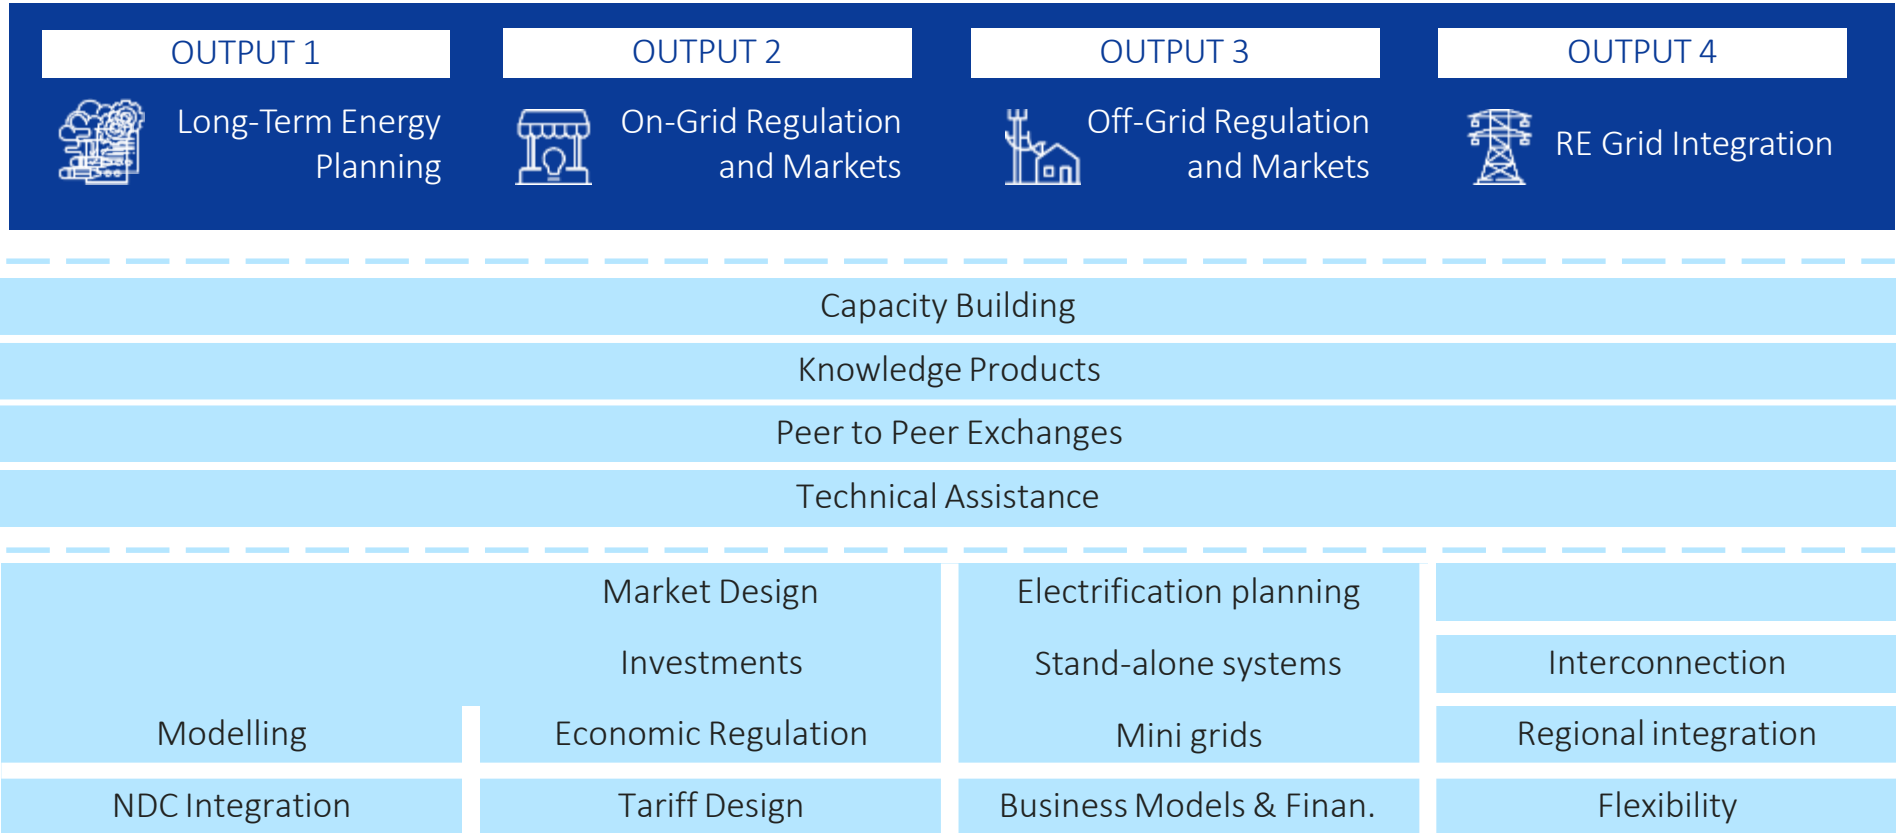 OUTPUT 1
Long-Term Energy
Planning
OUTPUT 2
On-Grid Regulation
and Markets
OUTPUT 3
Off-Grid Regulation
and Markets
OUTPUT 4
RE Grid Integration
Capacity Building
Knowledge Products
Peer to Peer Exchanges
Technical Assistance
Modelling
NDC Integration
Market Design
Investments
Economic Regulation
Tariff Design
Electrification planning
Stand-alone systems
Mini grids
Business Models & Finan.
Interconnection
Regional integration
Flexibility